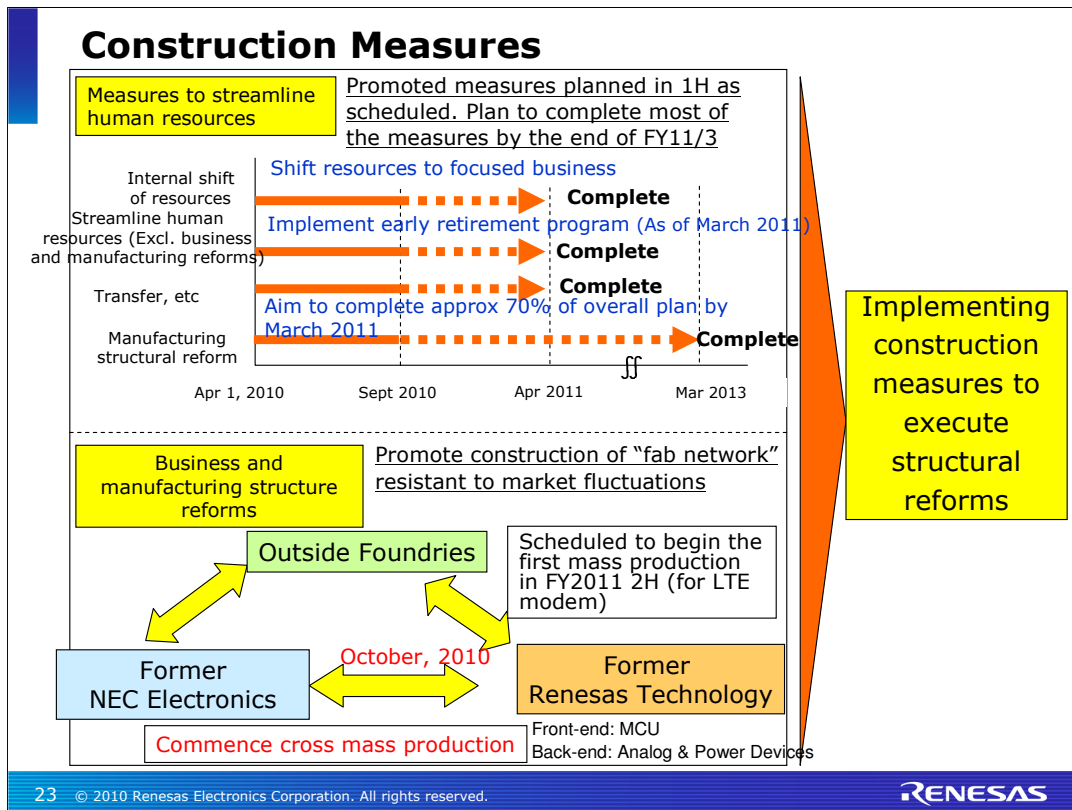 Construction Measures
Measures to streamline
human resources
Promoted measures planned in 1H as
scheduled. Plan to complete most of
the measures by the end of FY11/3
Shift resources to focused business
Internal shift
of resources
Complete
Streamline human
resources (Excl. business
and manufacturing reforms)
Implement early retirement program (As of March 2011)
Complete
Transfer, etc
Complete
Aim to complete approx 70% of overall plan by
March 2011
Manufacturing
structural reform
Complete
∬
Apr 1, 2010
Sept 2010
Apr 2011
Mar 2013
Implementing
construction
measures to
execute
structural
reforms
Business and
manufacturing structure
reforms
Promote construction of “fab network”
resistant to market fluctuations
Outside Foundries
Scheduled to begin the
first mass production
in FY2011 2H (for LTE
modem)
October, 2010
Former
NEC Electronics
Former
Renesas Technology
Commence cross mass production
Front-end: MCU
Back-end: Analog & Power Devices
23 © 2010 Renesas Electronics Corporation. All rights reserved.
RENESAS